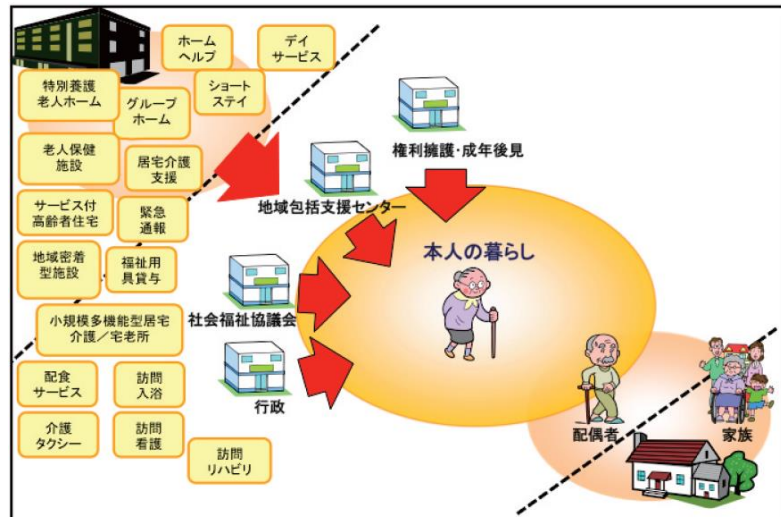 ホーム
ヘルプ
デイ
サービス
特別養護
老人ホーム
グループ
ホーム
ショート
ステイ
老人保健
施設
居宅介護
支援
サービス付
高齢者住宅
緊急
通報
地域密着
型施設
福祉用
具貸与
小規模多機能型居宅
介護／宅老所
配食
サービス
訪問
入浴
介護
タクシー
訪問
看護
訪問
リハビリ
権利擁護・成年後見
地域包括支援センター
社会福祉協議会
行政
本人の暮らし
配偶者
家族